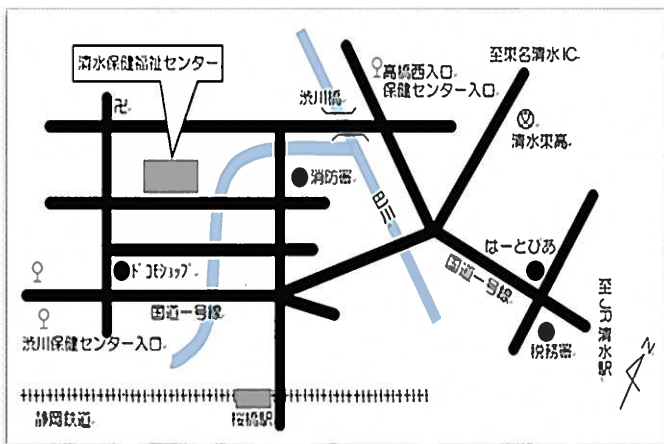 清水保健福祉センター
卍
渋川橋
高橋西入口
保健センター入口
至東名清水IC
清水東高
消防署
巴川
はーとぴあ
ドコモショップ
国道一号線
国道一号線
渋川保健センター入口
税務署
至JR清水駅
静岡鉄道
桜橋駅
N